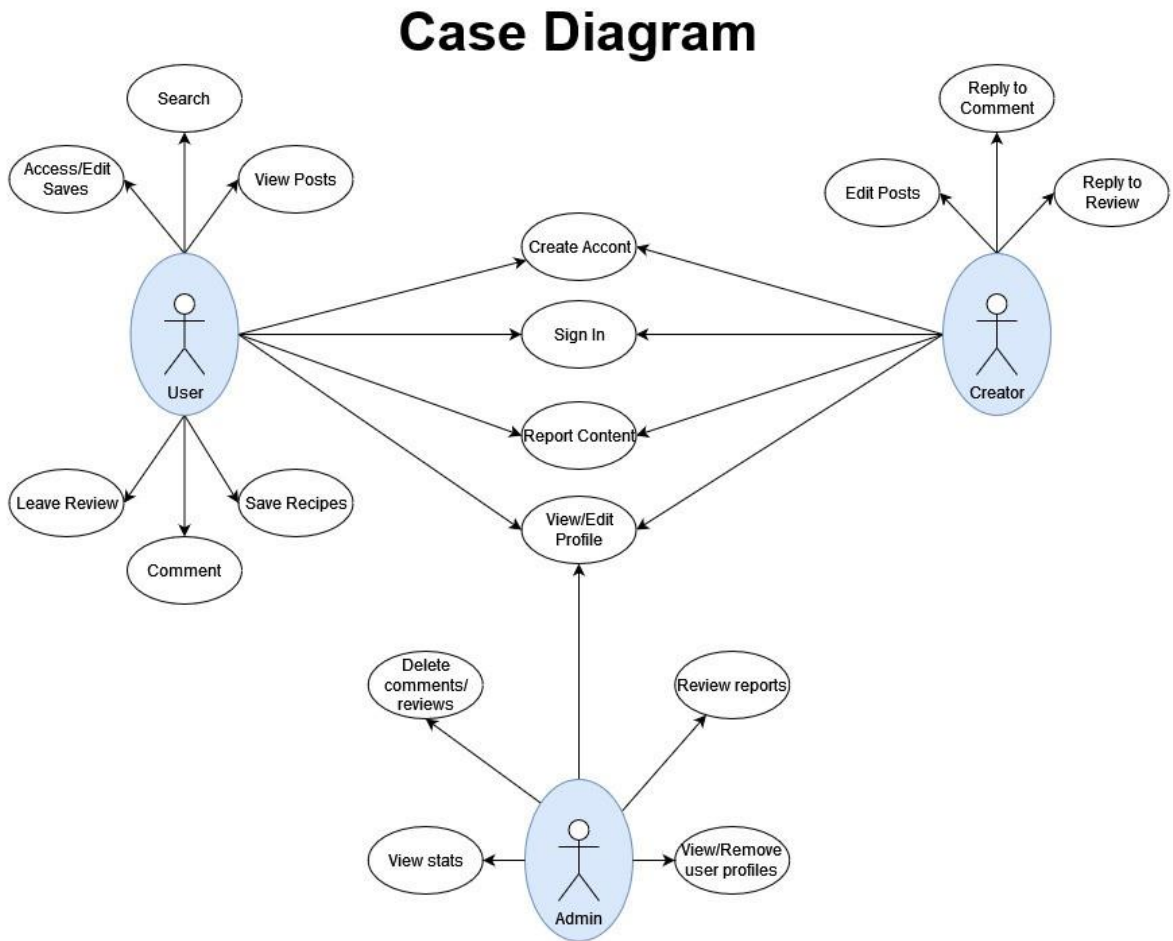 Case Diagram
Search
Access/Edit
Saves
View Posts
Reply to
Comment
Edit Posts
Reply to
Review
Create Accont
Sign In
User
Creator
Report Content
Leave Review
Save Recipes
View/Edit
Profile
Comment
Delete
comments/
reviews
Review reports
View stats
View/Remove
user profiles
Admin